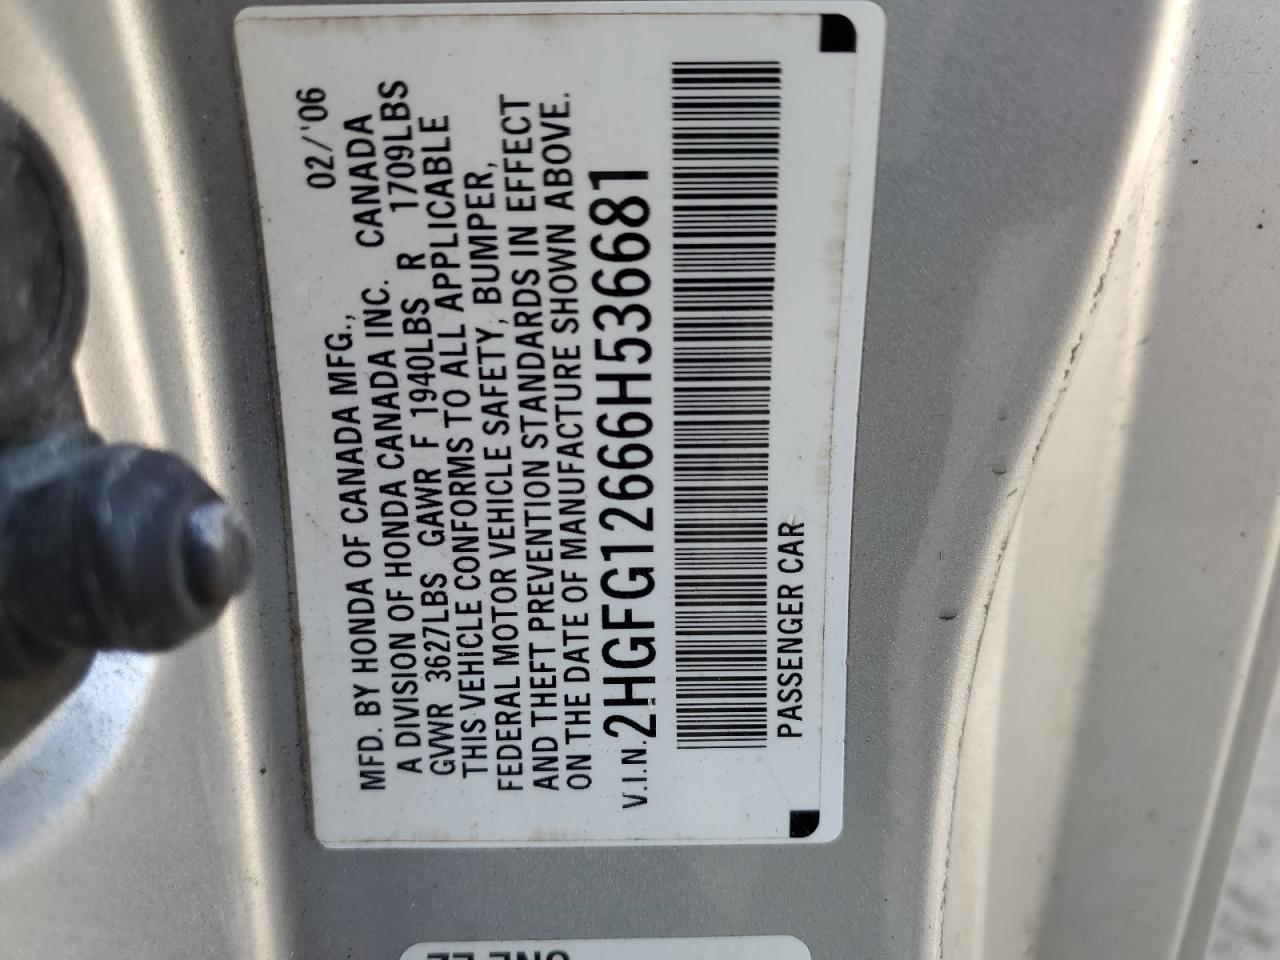 02/'06
MFD. BY HONDA OF CANADA MFG.,
A DIVISION OF HONDA CANADA INC. CANADA
GVWR 3627LBS GAWR F 1940LBS R 1709LBS
THIS VEHICLE CONFORMS TO ALL APPLICABLE
FEDERAL MOTOR VEHICLE SAFETY, BUMPER,
AND THEFT PREVENTION STANDARDS IN EFFECT
ON THE DATE OF MANUFACTURE SHOWN ABOVE.
V.I.N. 2HGFG12666H536681
PASSENGER CAR